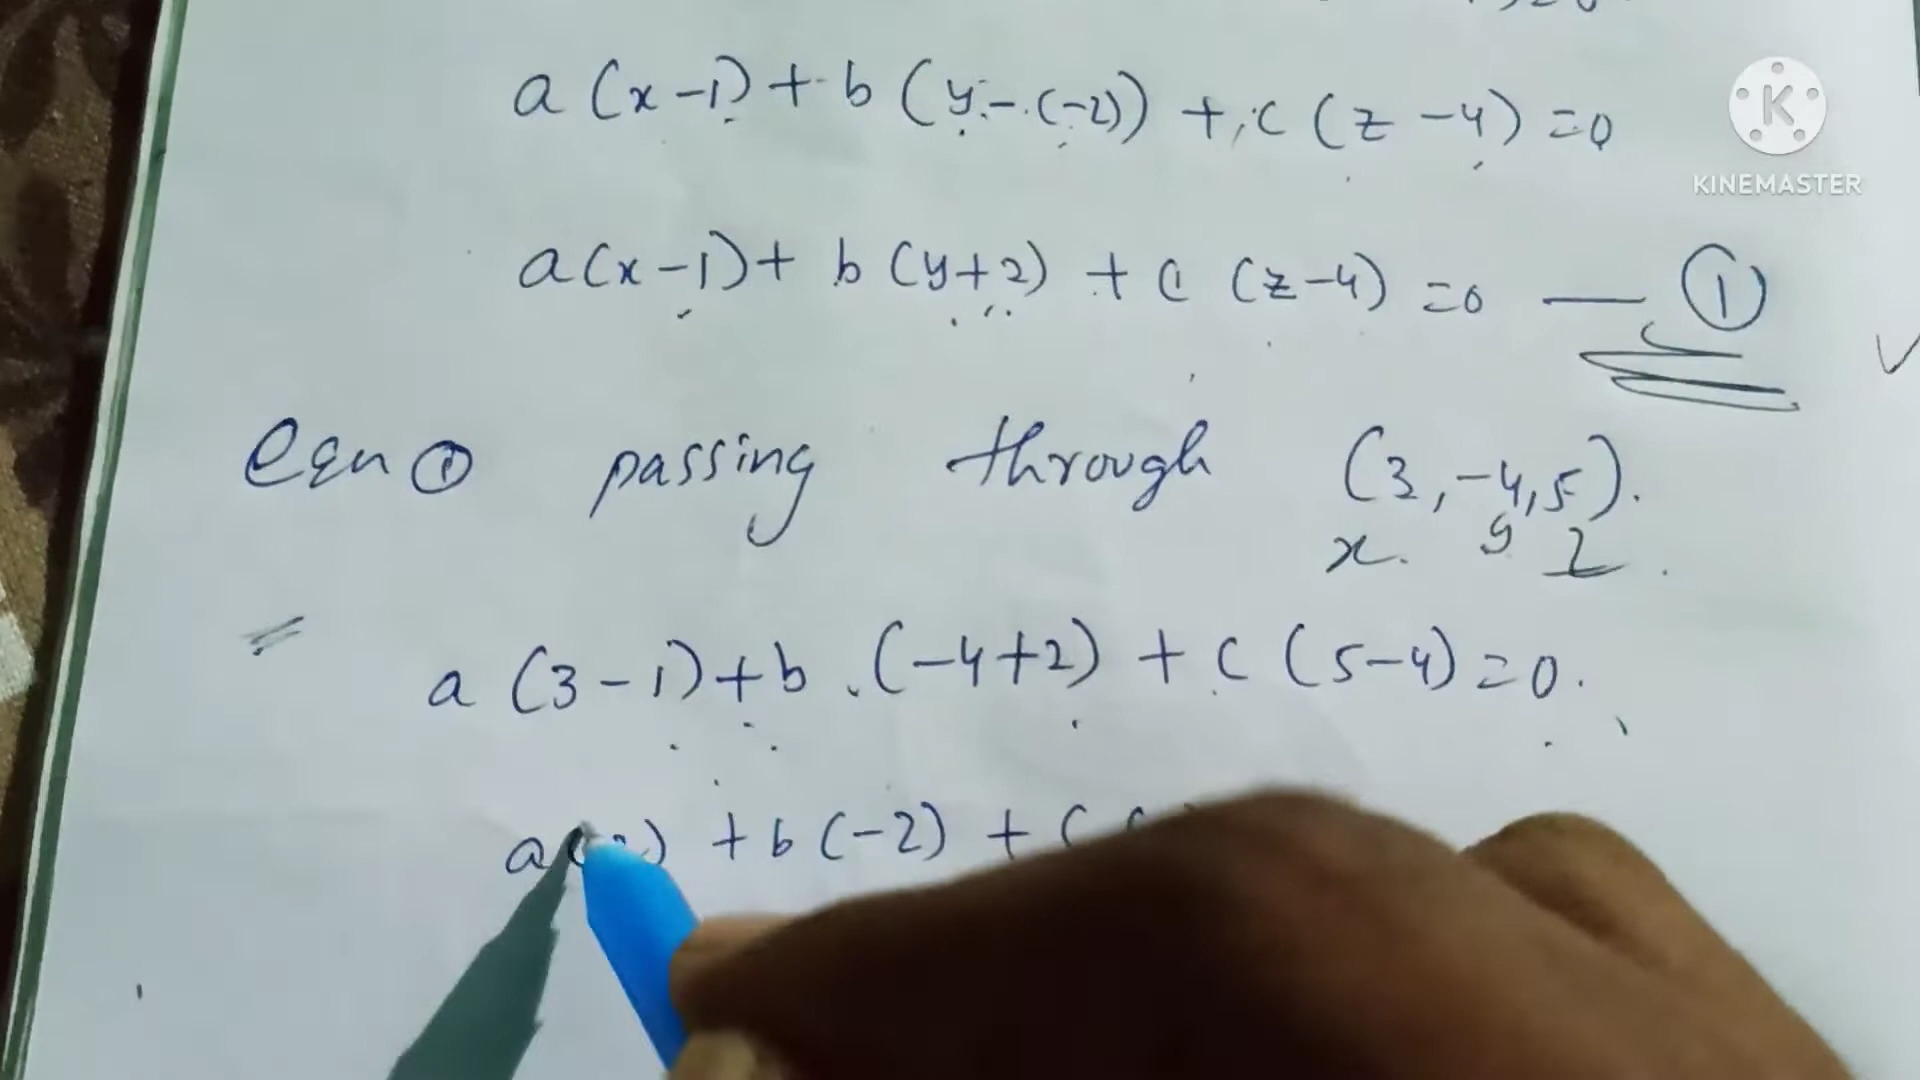 a (x-1) + b (y-(-2)) + c (z-4) = 0
K
KINEMASTER
a(x-1) + b (y+2) + c (z-4) = 0 — ①
eqn ① passing through (3,-4,5).
x. y z.
a (3-1) + b .(-4+2) + c (5-4) = 0.
a(2) + b (-2) + c (